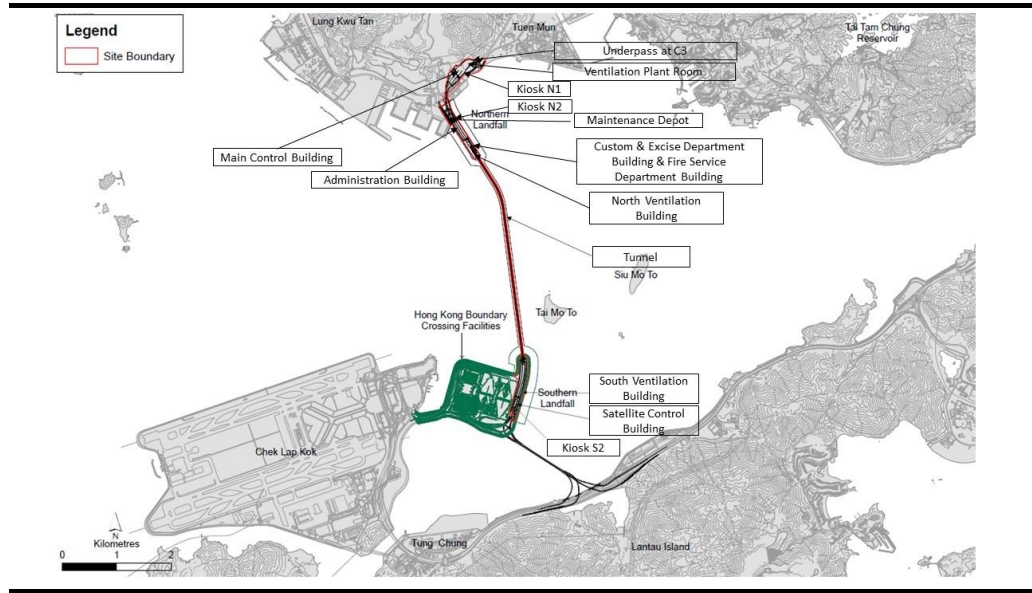 Legend
Site Boundary
Lung Kwu Tan
Tuen Mun
Tai Tam Chung
Reservoir
Underpass at C3
Ventilation Plant Room
Kiosk N1
Kiosk N2
Northern
Landfall
Maintenance Depot
Main Control Building
Administration Building
Custom & Excise Department
Building & Fire Service
Department Building
North Ventilation
Building
Tunnel
Siu Mo To
Tai Mo To
Hong Kong Boundary
Crossing Facilities
South Ventilation
Building
Southern
Landfall
Satellite Control
Building
Kiosk S2
Chek Lap Kok
Tung Chung
Lantau Island
N
Kilometres
0 1 2